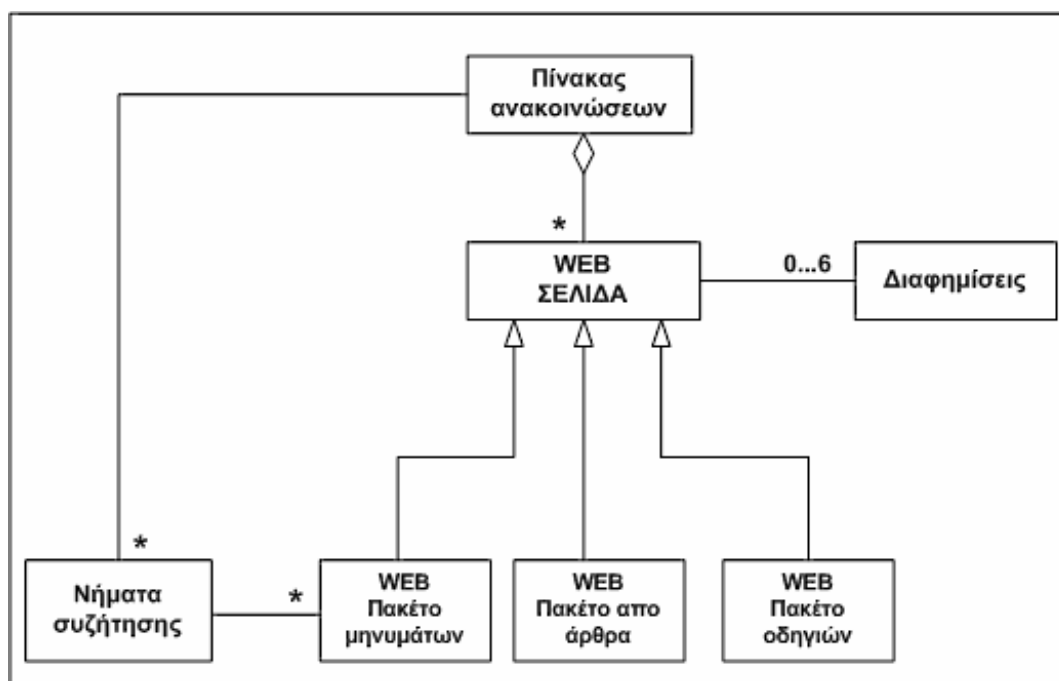 Πίνακας
ανακοινώσεων
*
WEB
ΣΕΛΙΔΑ
0...6
Διαφημίσεις
*
Νήματα
συζήτησης
*
WEB
Πακέτο
μηνυμάτων
WEB
Πακέτο απο
άρθρα
WEB
Πακέτο
οδηγιών